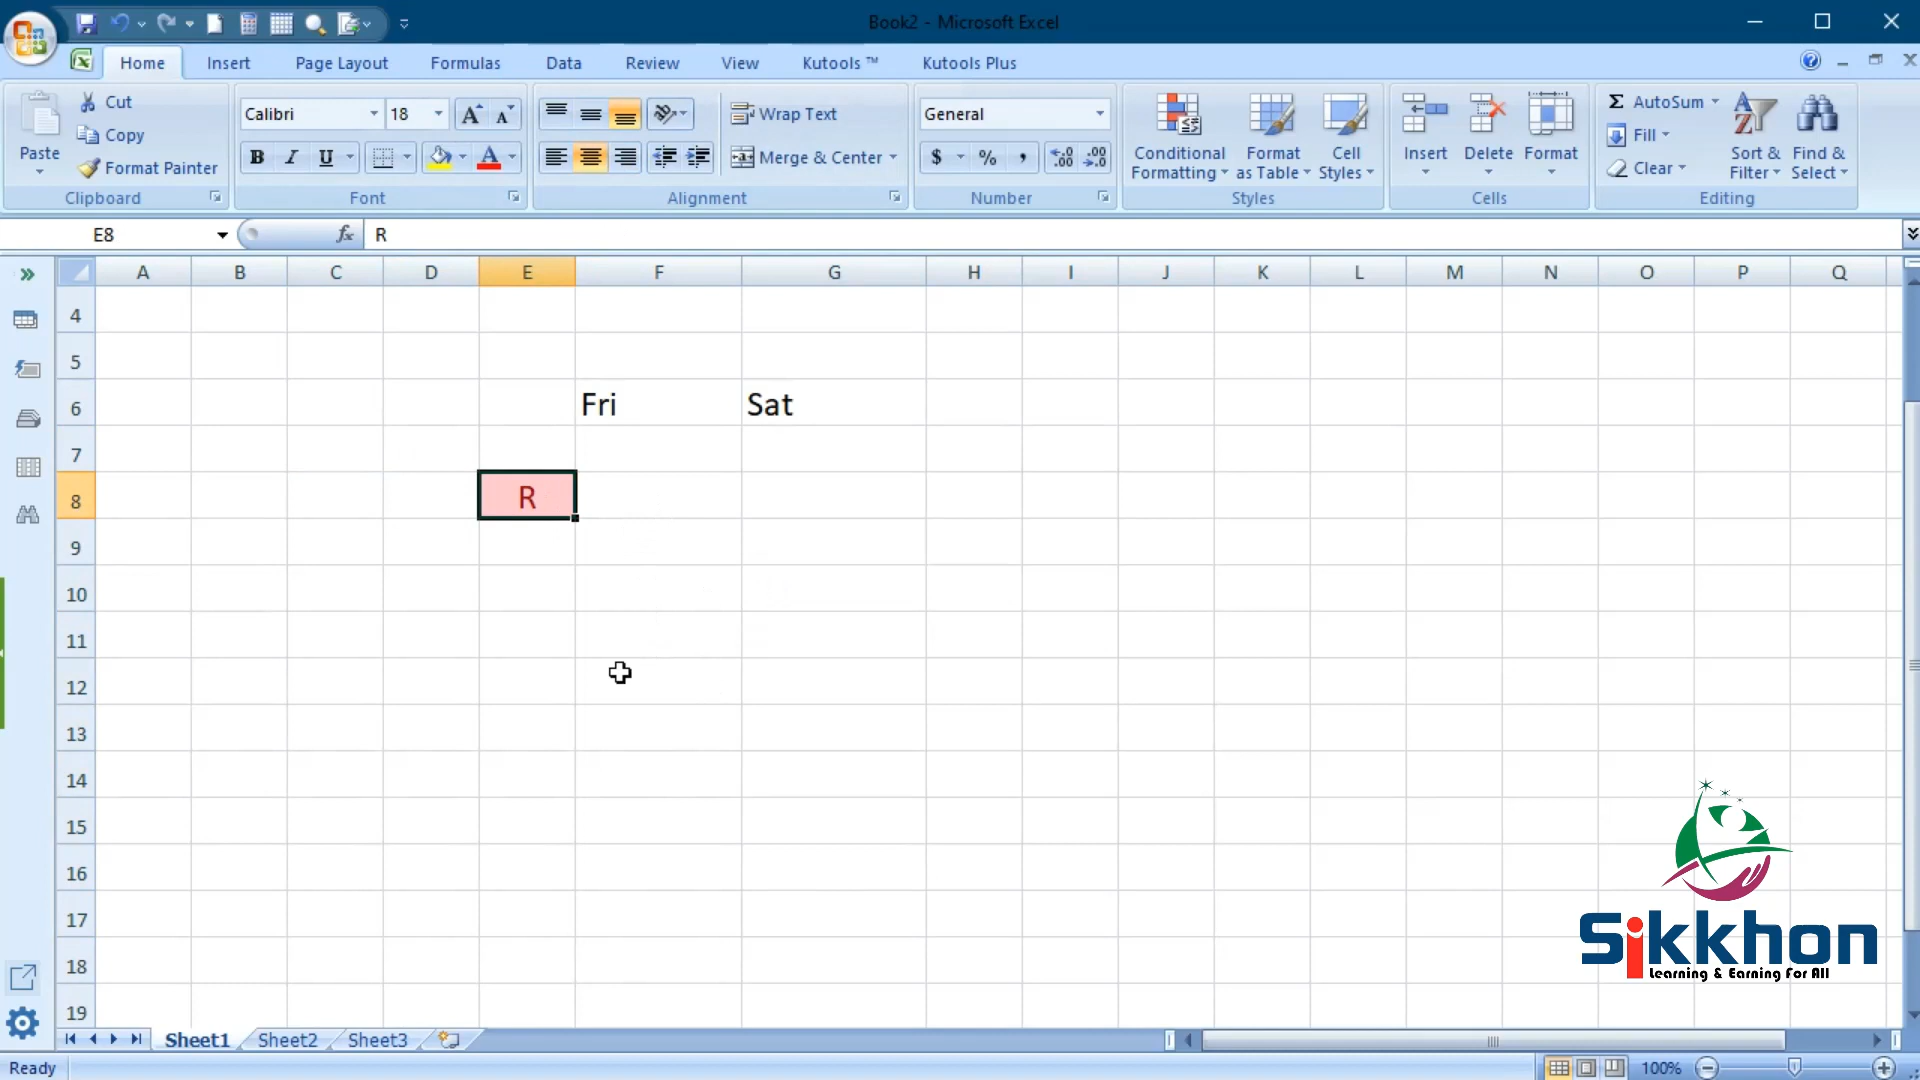 Book2 - Microsoft Excel
Home Insert Page Layout Formulas Data Review View Kutools ™ Kutools Plus
Paste Cut Copy Format Painter Clipboard
Calibri 18 B I U A Font
Wrap Text Merge & Center Alignment
General $ % , Number
Conditional Formatting Format as Table Cell Styles Styles
Insert Delete Format Cells
Σ AutoSum Fill Clear Sort & Filter Find & Select Editing
E8 fx R
A B C D E F G H I J K L M N O P Q
4
5
6 Fri Sat
7
8 R
9
10
11
12
13
14
15
16
17
18
19
Sikkhon
Learning & Earning For All
Sheet1 Sheet2 Sheet3
Ready 100%